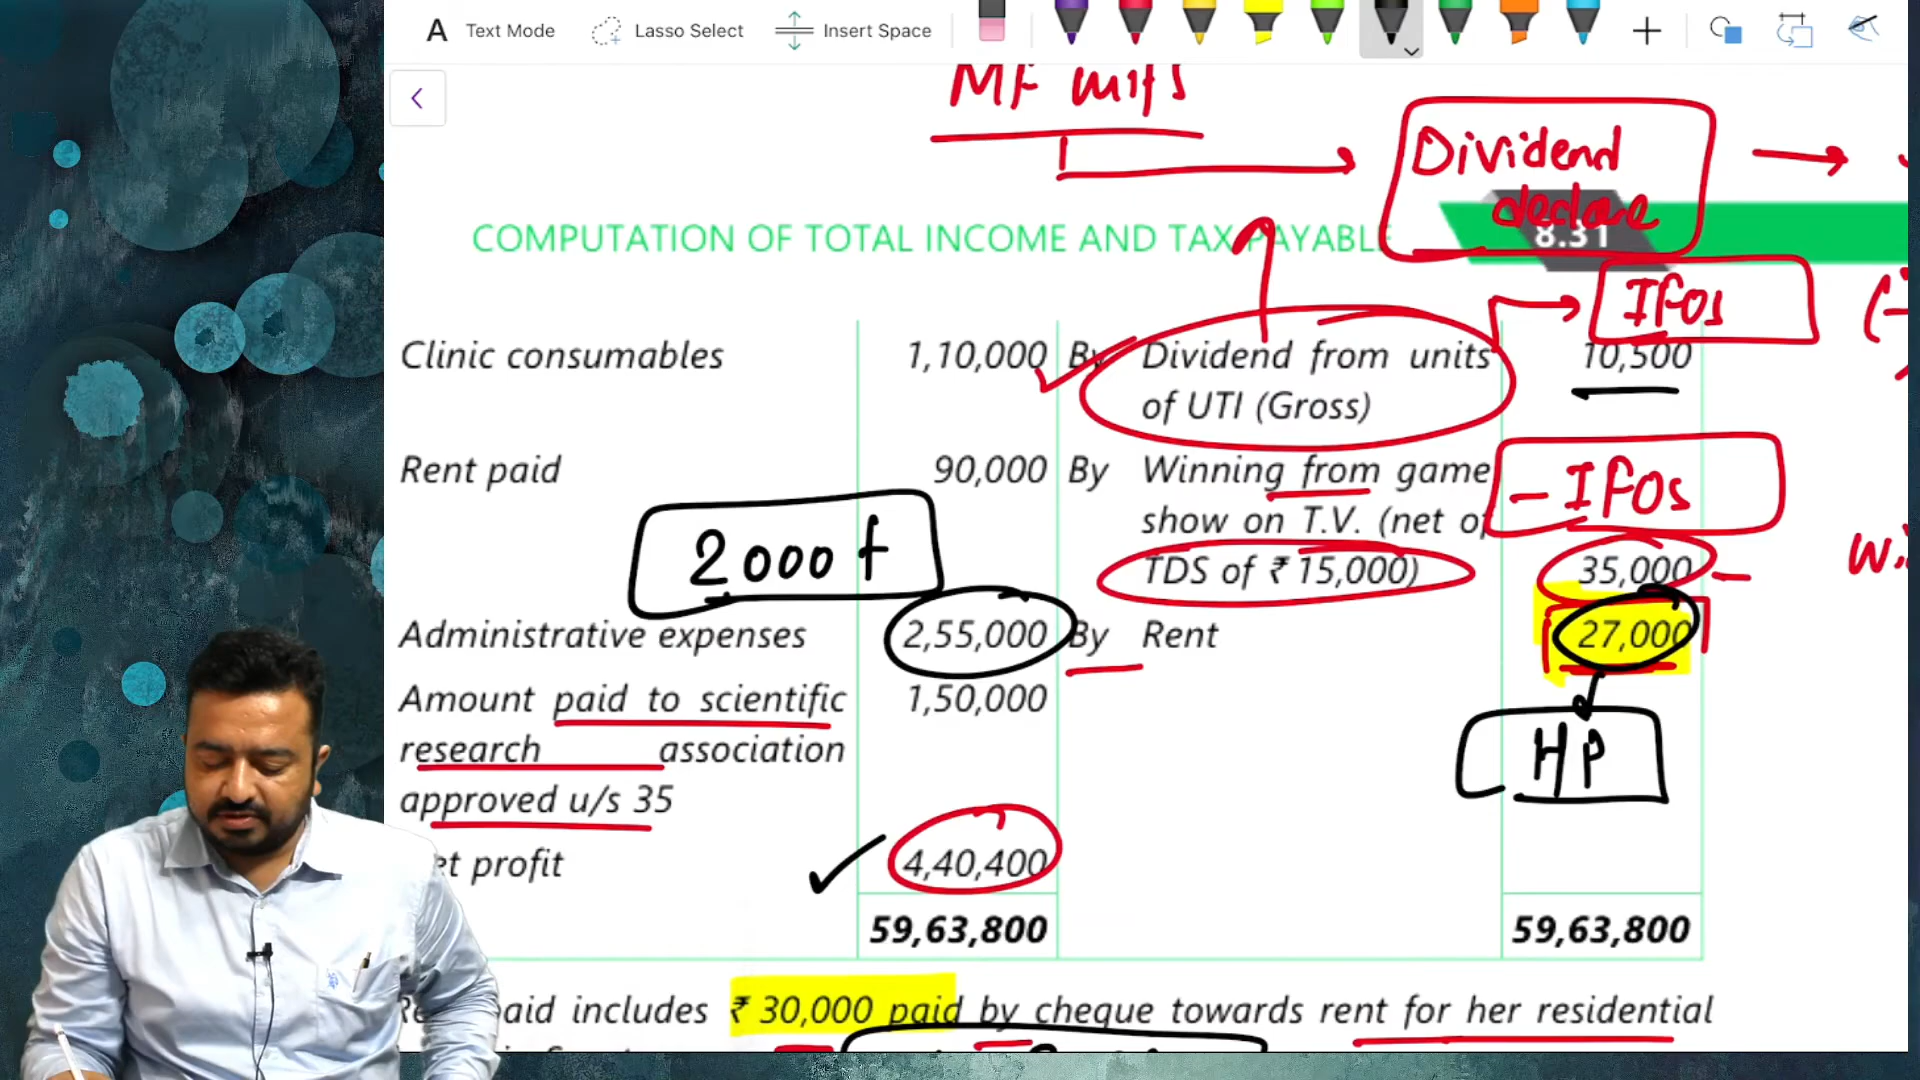 A Text Mode Lasso Select Insert Space
MF units
Dividend
declare
COMPUTATION OF TOTAL INCOME AND TAX PAYABLE 8.31
IFOS
Clinic consumables 1,10,000 By Dividend from units 10,500
of UTI (Gross)
Rent paid 90,000 By Winning from game
- IFOS
show on T.V. (net of
2000 f
TDS of ₹ 15,000) 35,000
Administrative expenses 2,55,000 By Rent 27,000
Amount paid to scientific 1,50,000
research association
HP
approved u/s 35
et profit 4,40,400
59,63,800 59,63,800
aid includes ₹ 30,000 paid by cheque towards rent for her residential